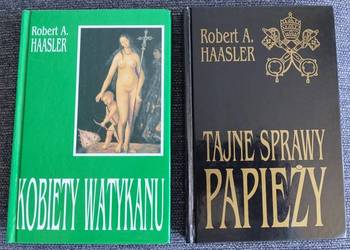 Robert A.
HAASLER
KOBIETY WATYKANU
Robert A.
HAASLER
TAJNE SPRAWY
PAPIEŻY